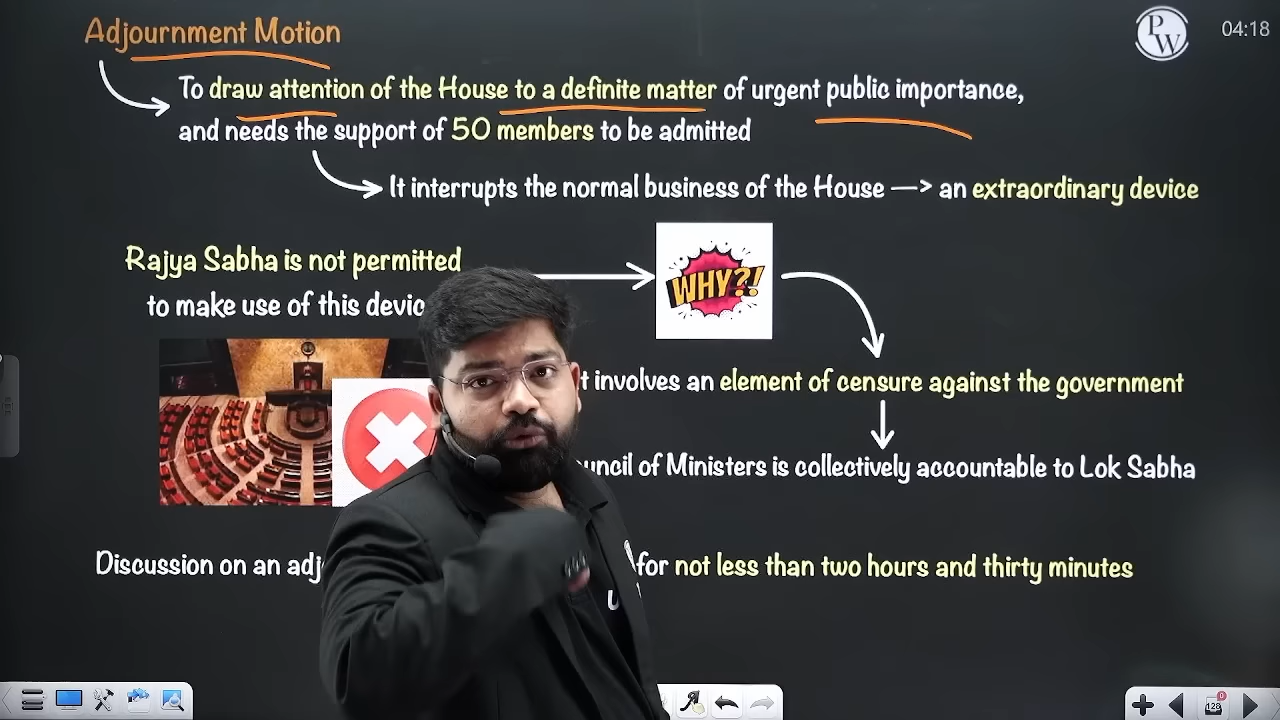 Adjournment Motion
PW
04:18
To draw attention of the House to a definite matter of urgent public importance,
and needs the support of 50 members to be admitted
It interrupts the normal business of the House —> an extraordinary device
Rajya Sabha is not permitted
to make use of this
WHY?!
involves an element of censure against the government
of Ministers is collectively accountable to Lok Sabha
Discussion on an
for not less than two hours and thirty minutes
128
0